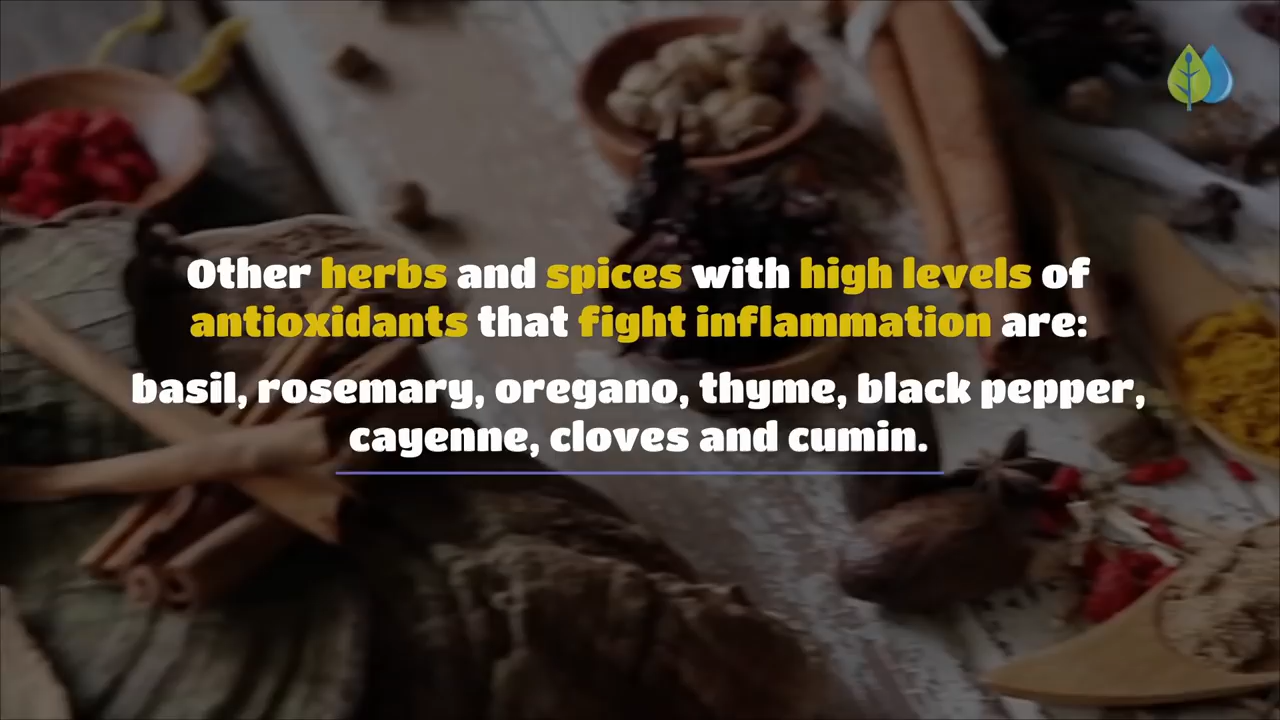 Other herbs and spices with high levels of
antioxidants that fight inflammation are:
basil, rosemary, oregano, thyme, black pepper,
cayenne, cloves and cumin.